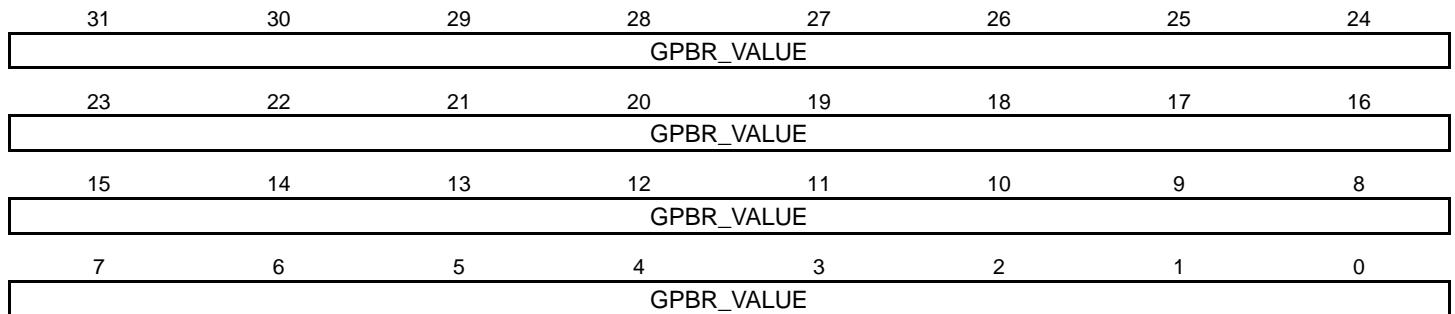 31 30 29 28 27 26 25 24
GPBR_VALUE
23 22 21 20 19 18 17 16
GPBR_VALUE
15 14 13 12 11 10 9 8
GPBR_VALUE
7 6 5 4 3 2 1 0
GPBR_VALUE